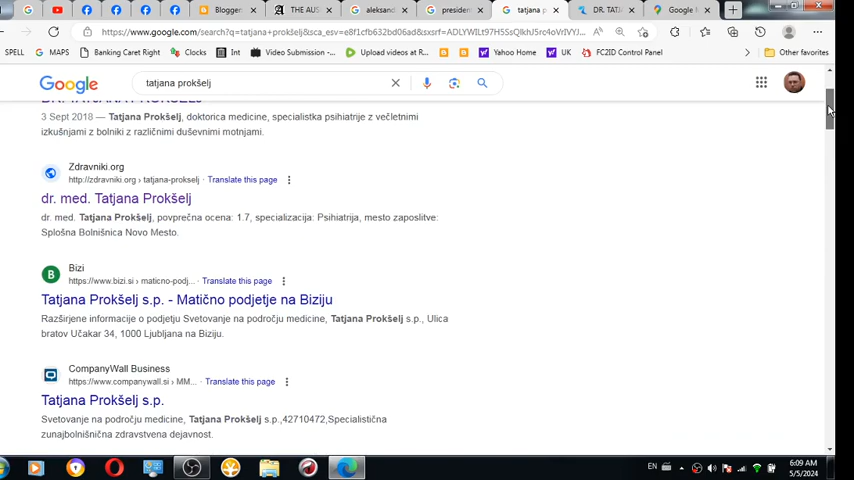 Bloggen
THE AUS
aleksand
president
tatjana p
DR. TATJ
Google M
https://www.google.com/search?q=tatjana+prokšelj&sca_esv=e8f1cfb632bd06ad&sxsrf=
SPELL
MAPS
Banking Caret Right
Clocks
Int
Video Submission -...
Upload videos at R...
Yahoo Home
UK
FC2ID Control Panel
Other favorites
Google
tatjana prokšelj
3 Sept 2018 — Tatjana Prokšelj, doktorica medicine, specialistka psihiatrije z večletnimi
izkušnjami z bolniki z različnimi duševnimi motnjami.
Zdravniki.org
http://zdravniki.org › tatjana-prokselj · Translate this page
dr. med. Tatjana Prokšelj
dr. med. Tatjana Prokšelj, povprečna ocena: 1.7, specializacija: Psihiatrija, mesto zaposlitve:
Splošna Bolnišnica Novo Mesto.
B
Bizi
https://www.bizi.si › maticno-podj... · Translate this page
Tatjana Prokšelj s.p. - Matično podjetje na Biziju
Razširjene informacije o podjetju Svetovanje na področju medicine, Tatjana Prokšelj s.p., Ulica
bratov Učakar 34, 1000 Ljubljana na Biziju.
CompanyWall Business
https://www.companywall.si › MM... · Translate this page
Tatjana Prokšelj s.p.
Svetovanje na področju medicine, Tatjana Prokšelj s.p.,42710472,Specialistična
zunajbolnišnična zdravstvena dejavnost.
EN
6:09 AM
5/5/2024